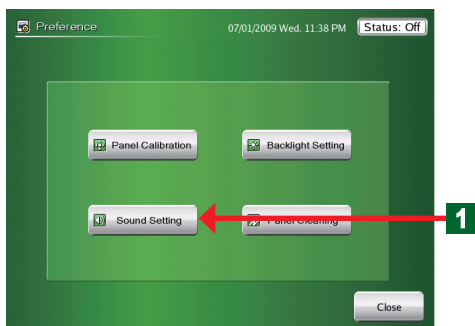 Preference
07/01/2009 Wed. 11:38 PM
Status: Off
Panel Calibration
Backlight Setting
Sound Setting
Panel Cleaning
1
Close